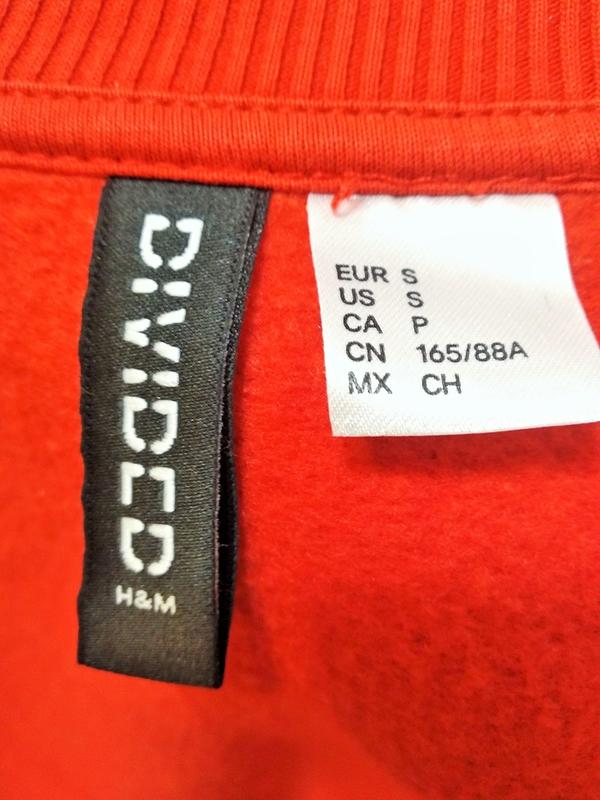 DIVIDED
H&M
EUR S
US S
CA P
CN 165/88A
MX CH